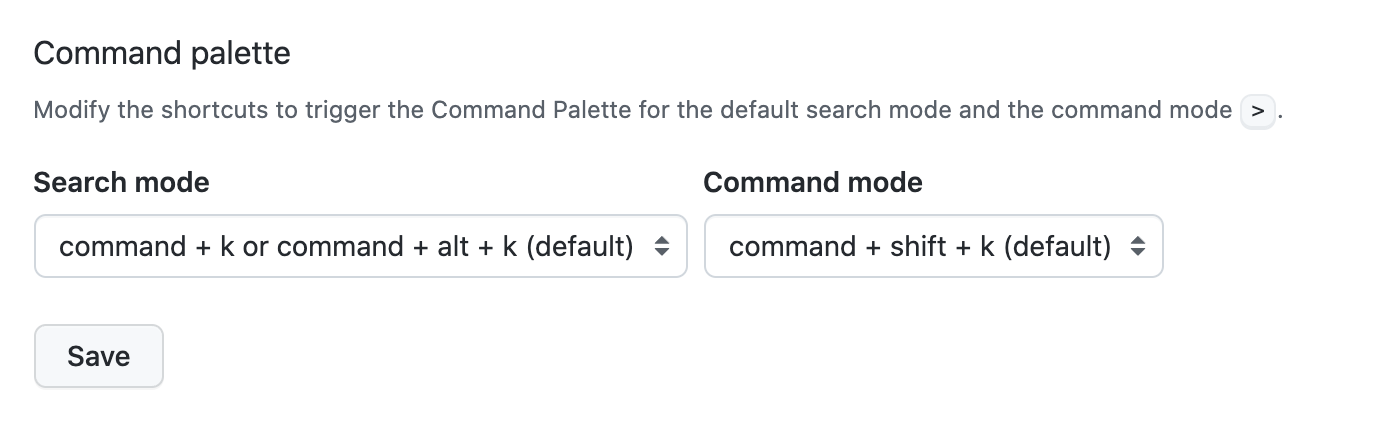 Command palette
Modify the shortcuts to trigger the Command Palette for the default search mode and the command mode >.
Search mode
Command mode
command + k or command + alt + k (default)
command + shift + k (default)
Save